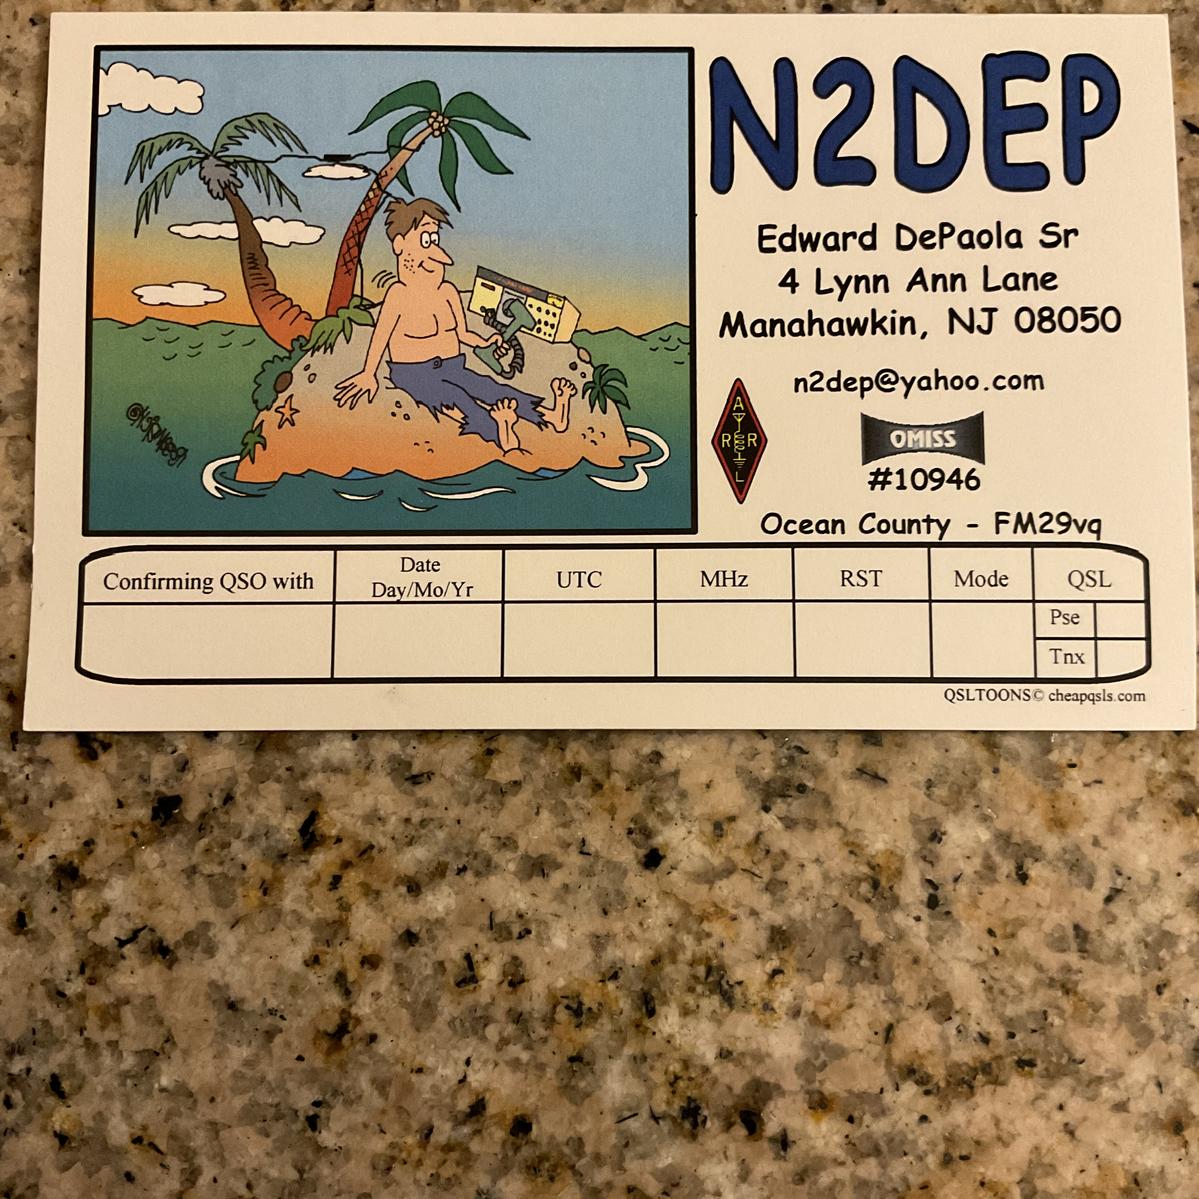 N2DEP
Edward DePaola Sr
4 Lynn Ann Lane
Manahawkin, NJ 08050
n2dep@yahoo.com
A
R R
L
OMISS
#10946
Ocean County - FM29vq
Confirming QSO with
Date
Day/Mo/Yr
UTC
MHz
RST
Mode
QSL
Pse
Tnx
QSLTOONS© cheapqsls.com